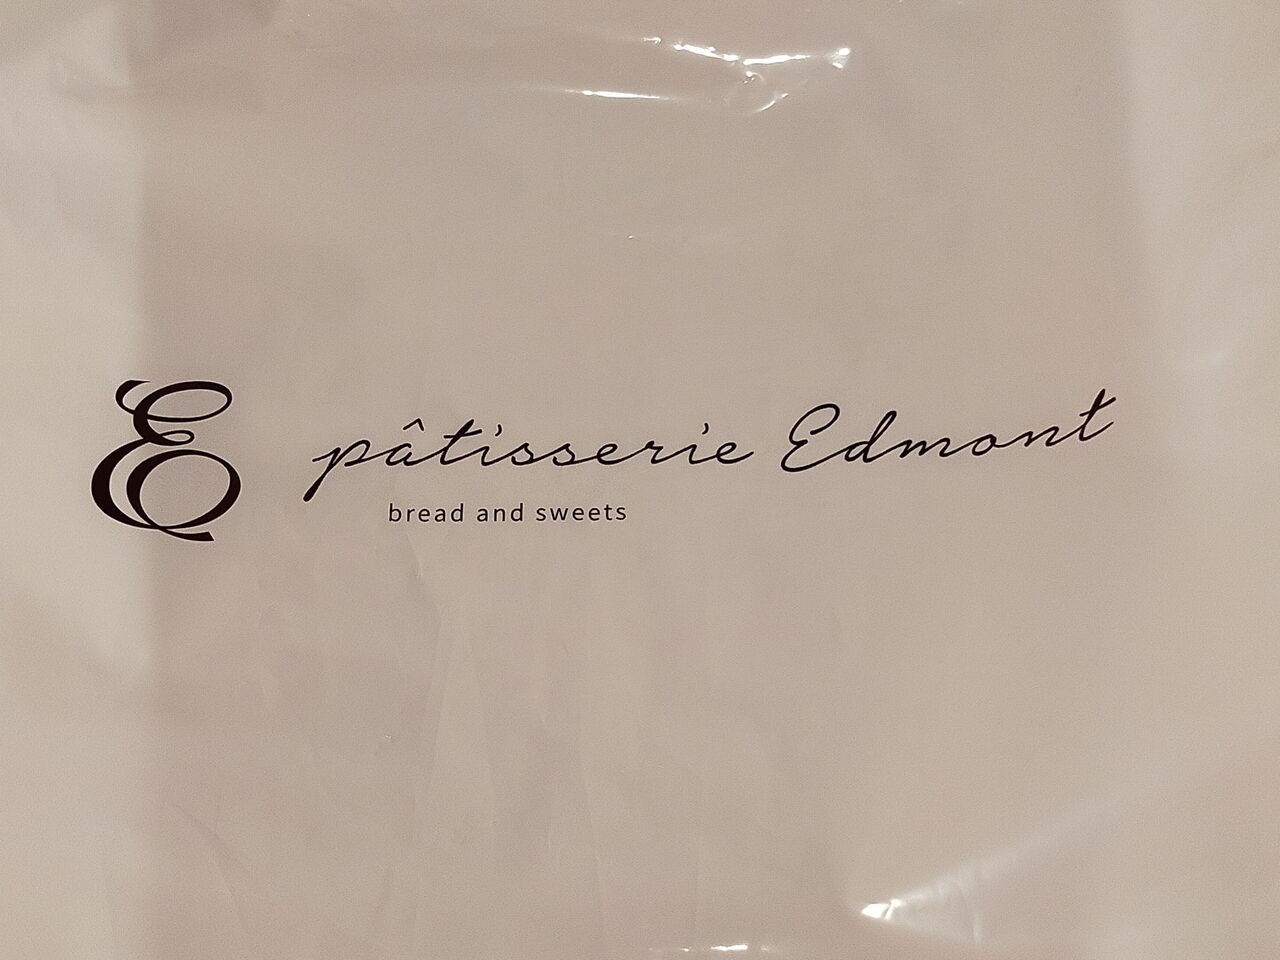 E pâtisserie Edmont
bread and sweets